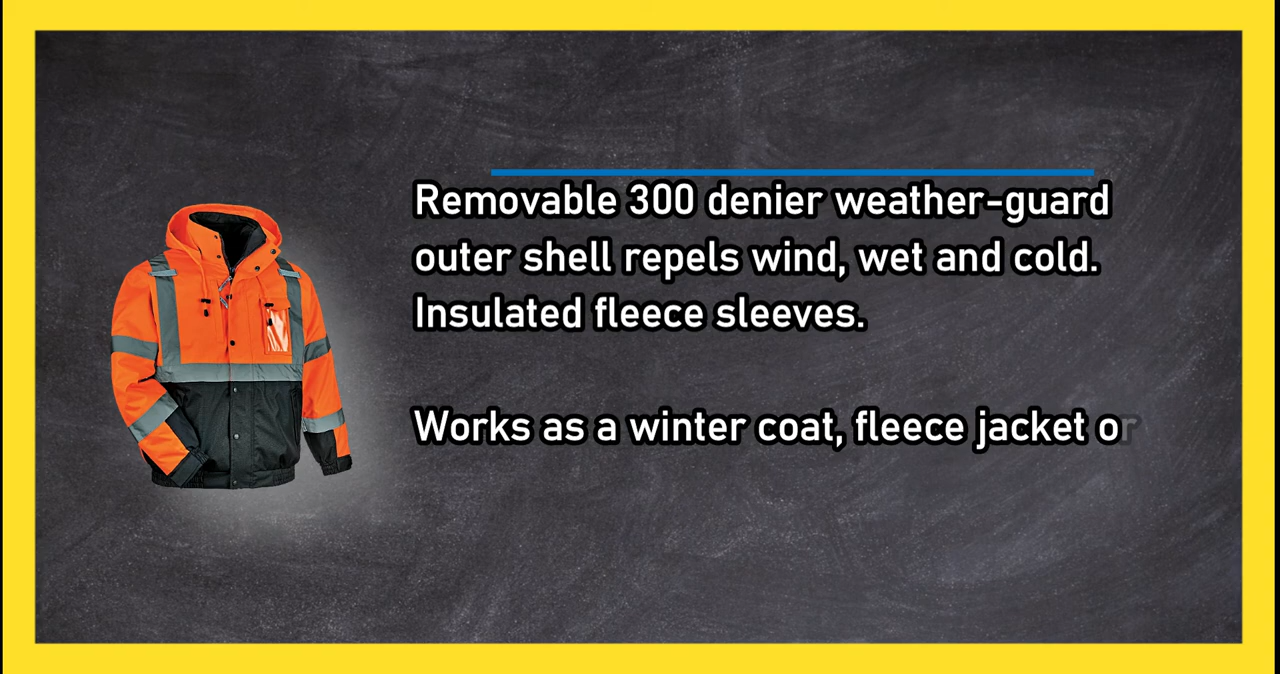 Removable 300 denier weather-guard
outer shell repels wind, wet and cold.
Insulated fleece sleeves.
Works as a winter coat, fleece jacket or